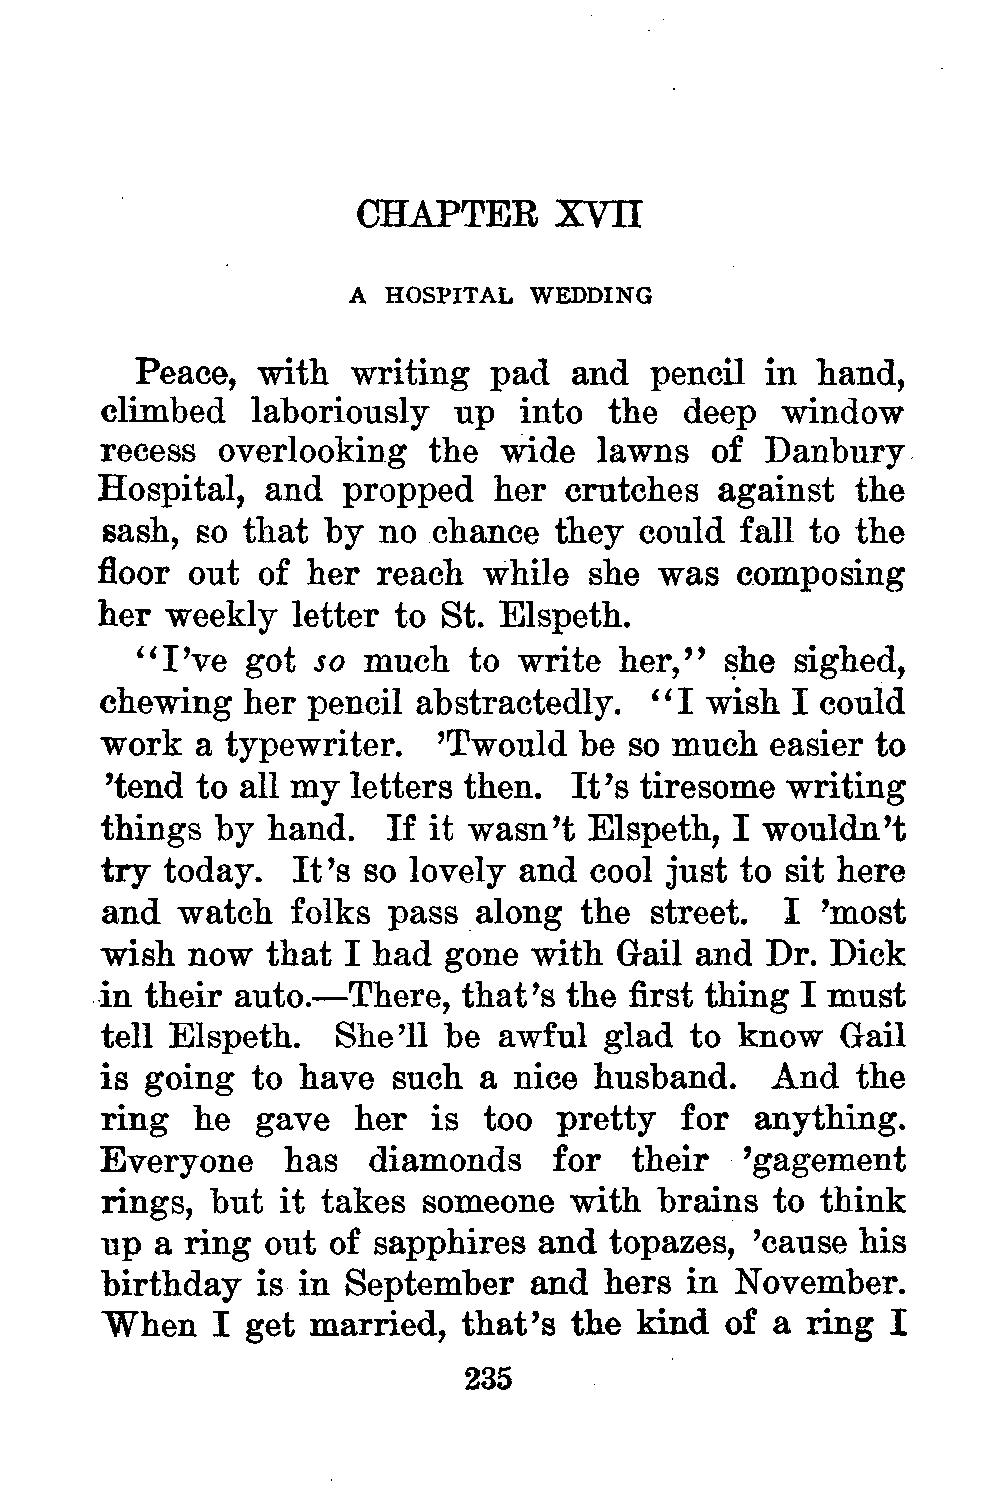 CHAPTER XVII
A HOSPITAL WEDDING
Peace, with writing pad and pencil in hand,
climbed laboriously up into the deep window
recess overlooking the wide lawns of Danbury
Hospital, and propped her crutches against the
sash, so that by no chance they could fall to the
floor out of her reach while she was composing
her weekly letter to St. Elspeth.
“I’ve got so much to write her,” she sighed,
chewing her pencil abstractedly. “I wish I could
work a typewriter. ’Twould be so much easier to
’tend to all my letters then. It’s tiresome writing
things by hand. If it wasn’t Elspeth, I wouldn’t
try today. It’s so lovely and cool just to sit here
and watch folks pass along the street. I ’most
wish now that I had gone with Gail and Dr. Dick
in their auto.—There, that’s the first thing I must
tell Elspeth. She’ll be awful glad to know Gail
is going to have such a nice husband. And the
ring he gave her is too pretty for anything.
Everyone has diamonds for their ’gagement
rings, but it takes someone with brains to think
up a ring out of sapphires and topazes, ’cause his
birthday is in September and hers in November.
When I get married, that’s the kind of a ring I
235